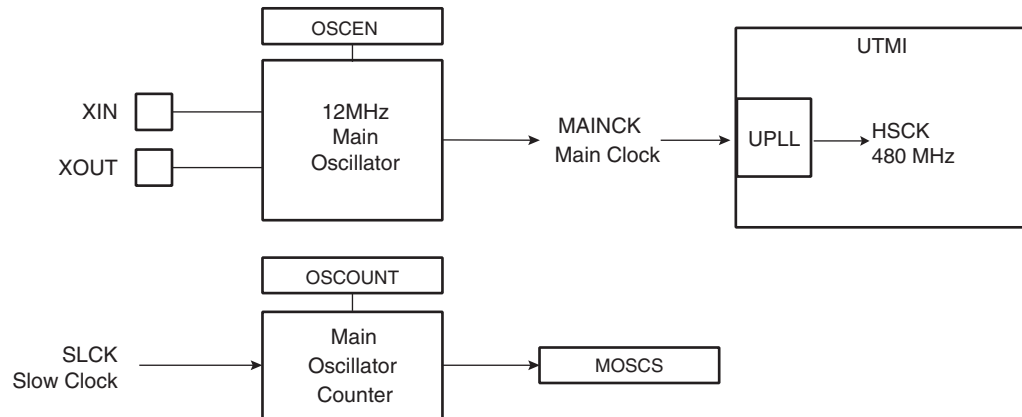 OSCEN
UTMI
XIN
12MHz
Main
Oscillator
XOUT
MAINCK
Main Clock
UPLL
HSCK
480 MHz
OSCOUNT
SLCK
Slow Clock
Main
Oscillator
Counter
MOSCS